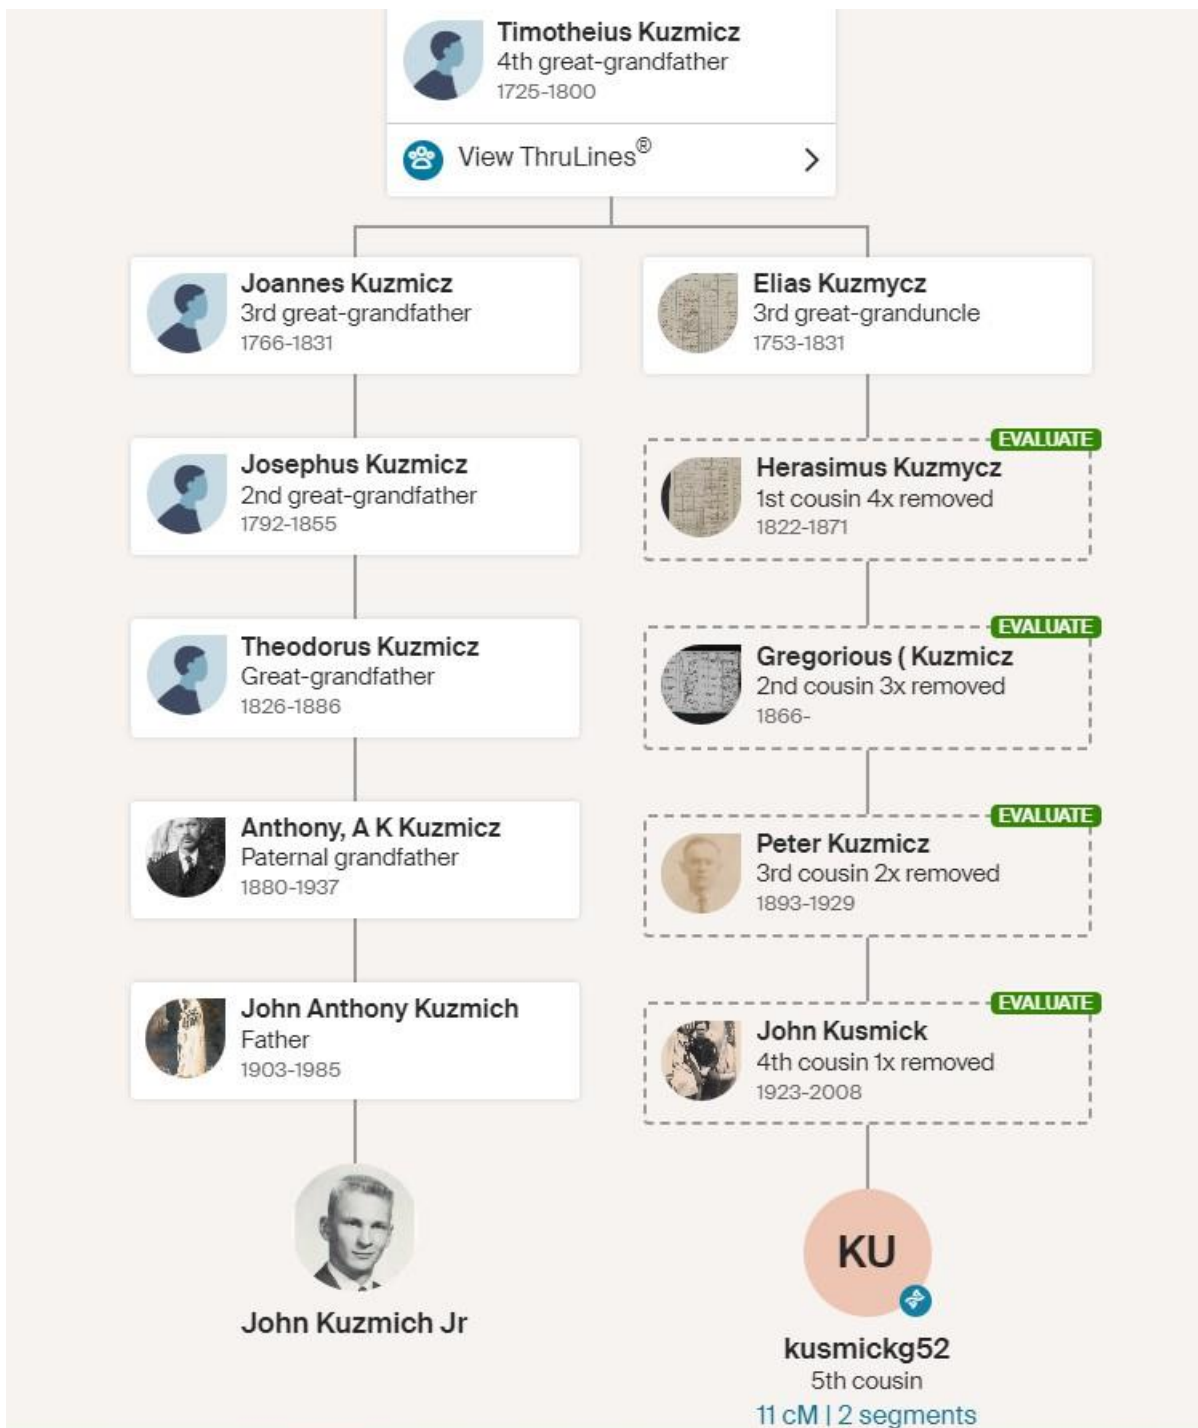 Timotheius Kuzmicz
4th great-grandfather
1725-1800
View ThruLines®
Joannes Kuzmicz
3rd great-grandfather
1766-1831
Elias Kuzmycz
3rd great-granduncle
1753-1831
Josephus Kuzmicz
2nd great-grandfather
1792-1855
EVALUATE
Herasimus Kuzmycz
1st cousin 4x removed
1822-1871
Theodorus Kuzmicz
Great-grandfather
1826-1886
EVALUATE
Gregorious ( Kuzmicz
2nd cousin 3x removed
1866-
Anthony, A K Kuzmicz
Paternal grandfather
1880-1937
EVALUATE
Peter Kuzmicz
3rd cousin 2x removed
1893-1929
John Anthony Kuzmich
Father
1903-1985
EVALUATE
John Kusmick
4th cousin 1x removed
1923-2008
John Kuzmich Jr
KU
kusmickg52
5th cousin
11 cM | 2 segments